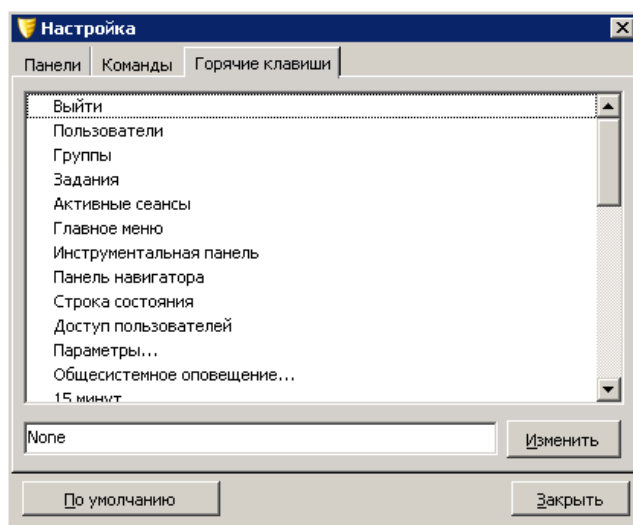 Настройка
Панели Команды Горячие клавиши
Выйти
Пользователи
Группы
Задания
Активные сеансы
Главное меню
Инструментальная панель
Панель навигатора
Строка состояния
Доступ пользователей
Параметры...
Общесистемное оповещение...
15 минут
None Изменить
По умолчанию Закрыть